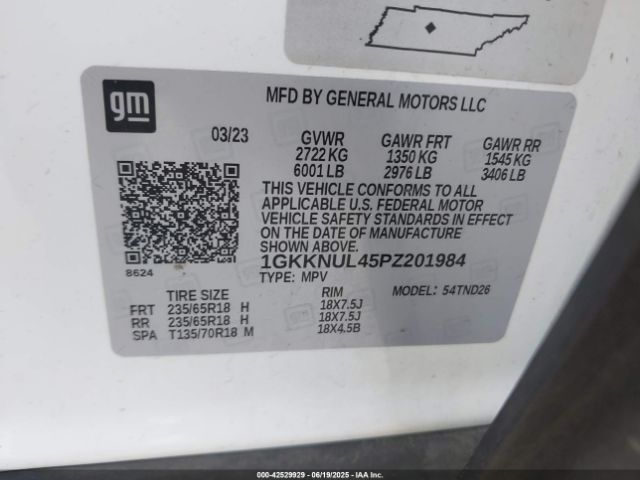 gm
MFD BY GENERAL MOTORS LLC
03/23 GVWR GAWR FRT GAWR RR
2722 KG 1350 KG 1545 KG
6001 LB 2976 LB 3406 LB
THIS VEHICLE CONFORMS TO ALL
APPLICABLE U.S. FEDERAL MOTOR
VEHICLE SAFETY STANDARDS IN EFFECT
ON THE DATE OF MANUFACTURE
SHOWN ABOVE.
8624
1GKKNUL45PZ201984
TYPE: MPV MODEL: 54TND26
TIRE SIZE RIM
FRT 235/65R18 H 18X7.5J
RR 235/65R18 H 18X7.5J
SPA T135/70R18 M 18X4.5B
00-42529929 - 06/19/2025 - IAA Inc.